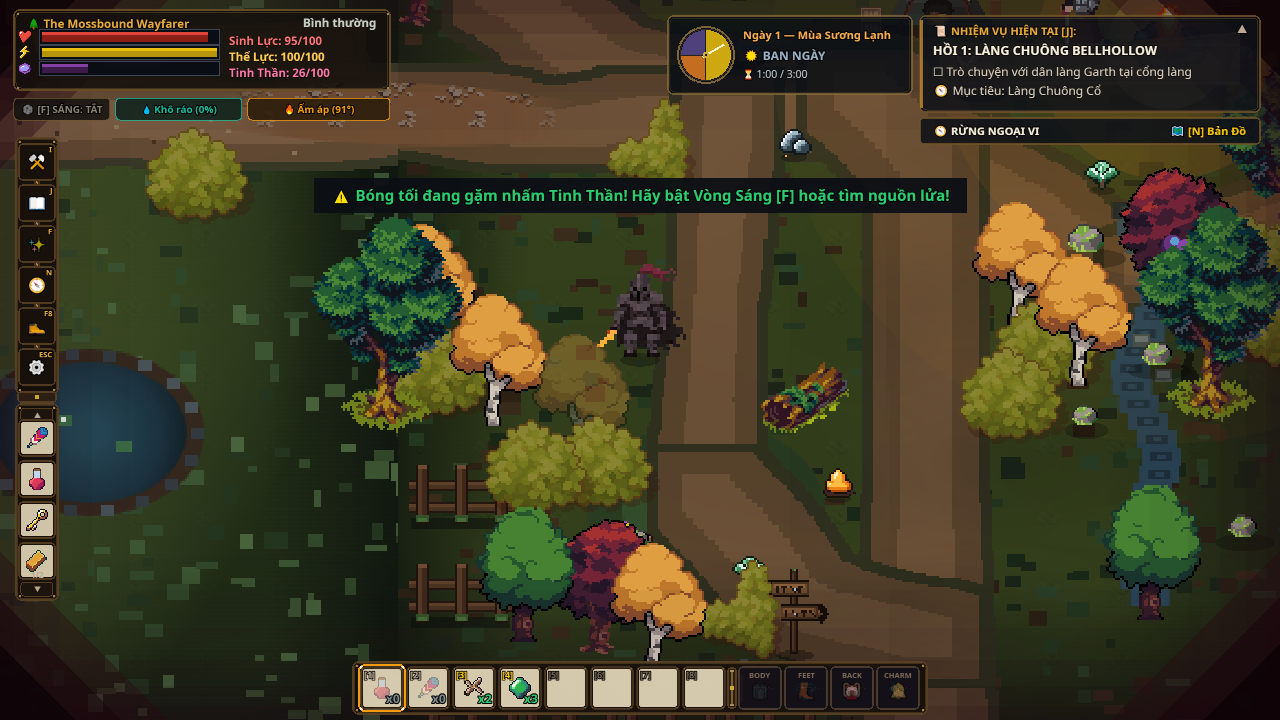 The Mossbound Wayfarer
Bình thường
Sinh Lực: 95/100
Thế Lực: 100/100
Tinh Thần: 26/100
[F] SÁNG: TẮT
Khô ráo (0%)
Ấm áp (91°)
Ngày 1 — Mùa Sương Lạnh
BAN NGÀY
1:00 / 3:00
NHIỆM VỤ HIỆN TẠI [J]:
HỒI 1: LÀNG CHUÔNG BELLHOLLOW
Trò chuyện với dân làng Garth tại cổng làng
Mục tiêu: Làng Chuông Cổ
RỪNG NGOẠI VI
[N] Bản Đồ
Bóng tối đang gặm nhấm Tinh Thần! Hãy bật Vòng Sáng [F] hoặc tìm nguồn lửa!
I
J
F
N
F8
ESC
[1]
x0
[2]
x0
[3]
x2
[4]
x3
[5]
[6]
[7]
[8]
BODY
FEET
BACK
CHARM